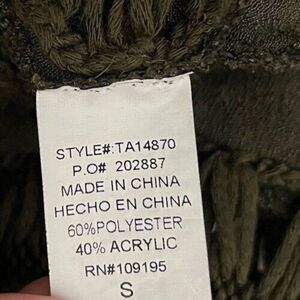 STYLE#:TA14870
P.O# 202887
MADE IN CHINA
HECHO EN CHINA
60%POLYESTER
40% ACRYLIC
RN#109195
S